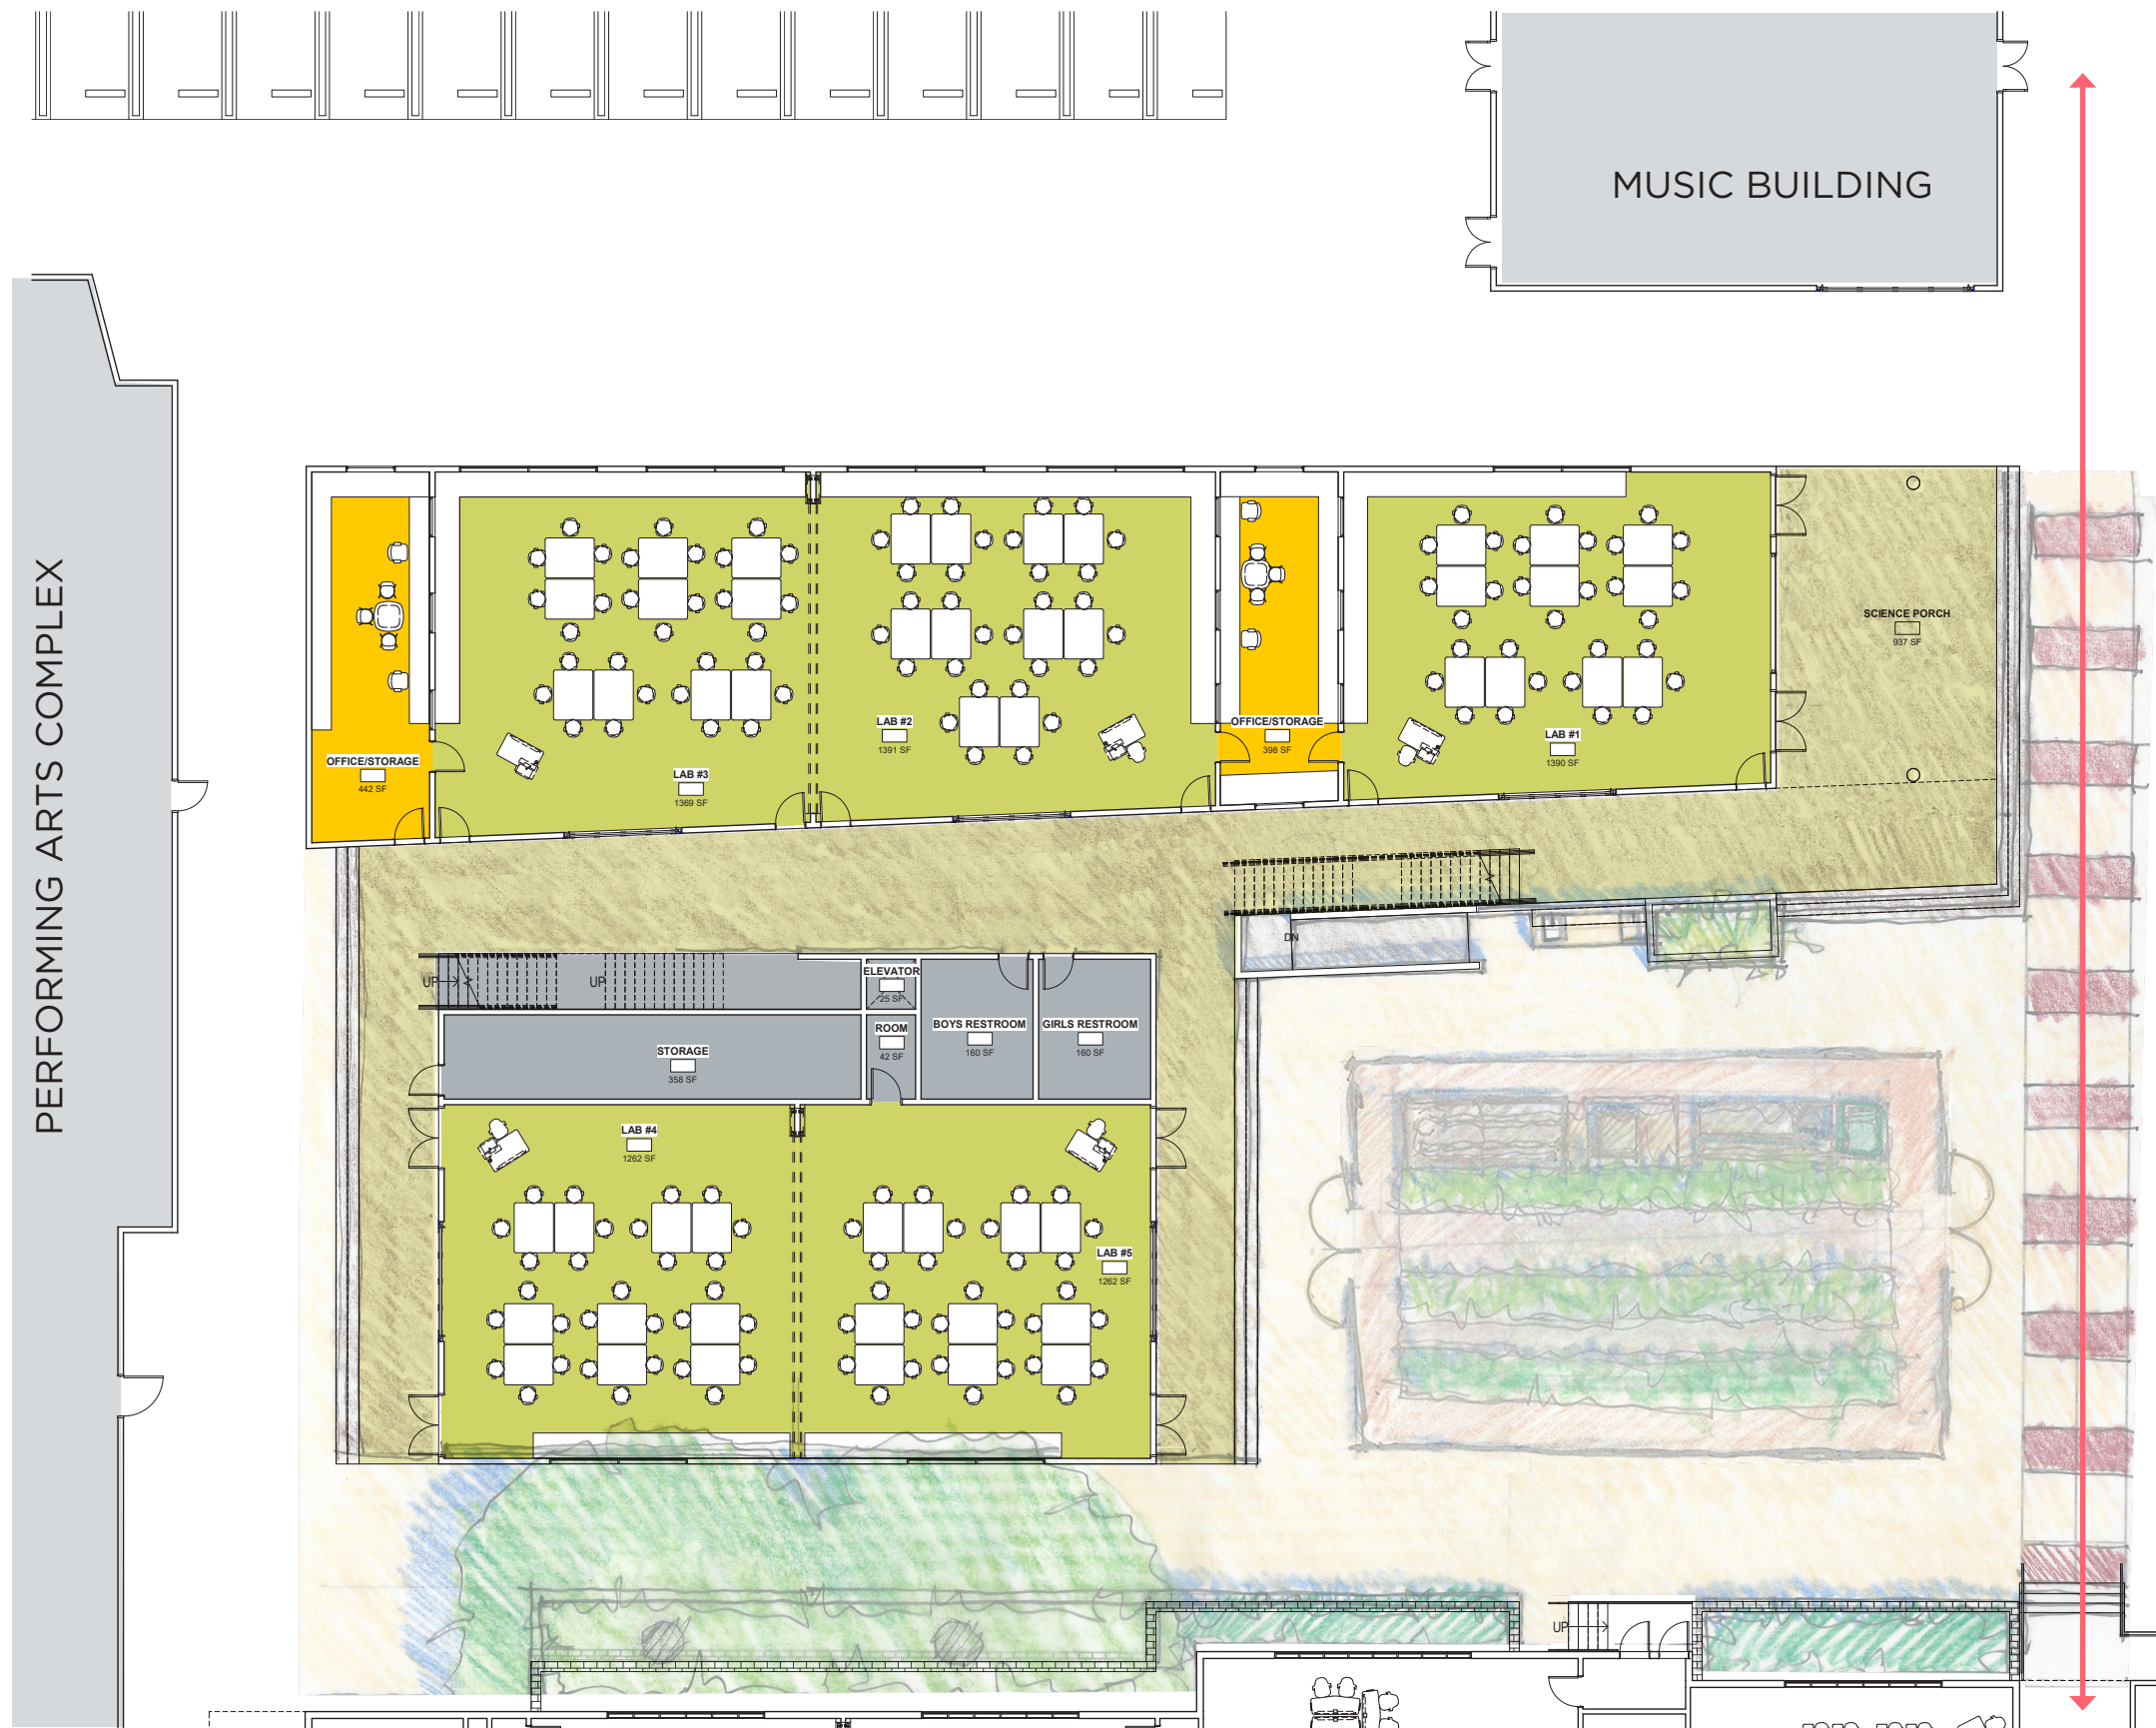 MUSIC BUILDING
PERFORMING ARTS COMPLEX
SCIENCE PORCH
937 SF
LAB #2
1391 SF
OFFICE/STORAGE
398 SF
LAB #1
1390 SF
OFFICE/STORAGE
442 SF
LAB #3
1369 SF
DN
UP
UP
ELEVATOR
25 SF
ROOM
42 SF
BOYS RESTROOM
160 SF
GIRLS RESTROOM
160 SF
STORAGE
358 SF
LAB #4
1262 SF
LAB #5
1262 SF
UP